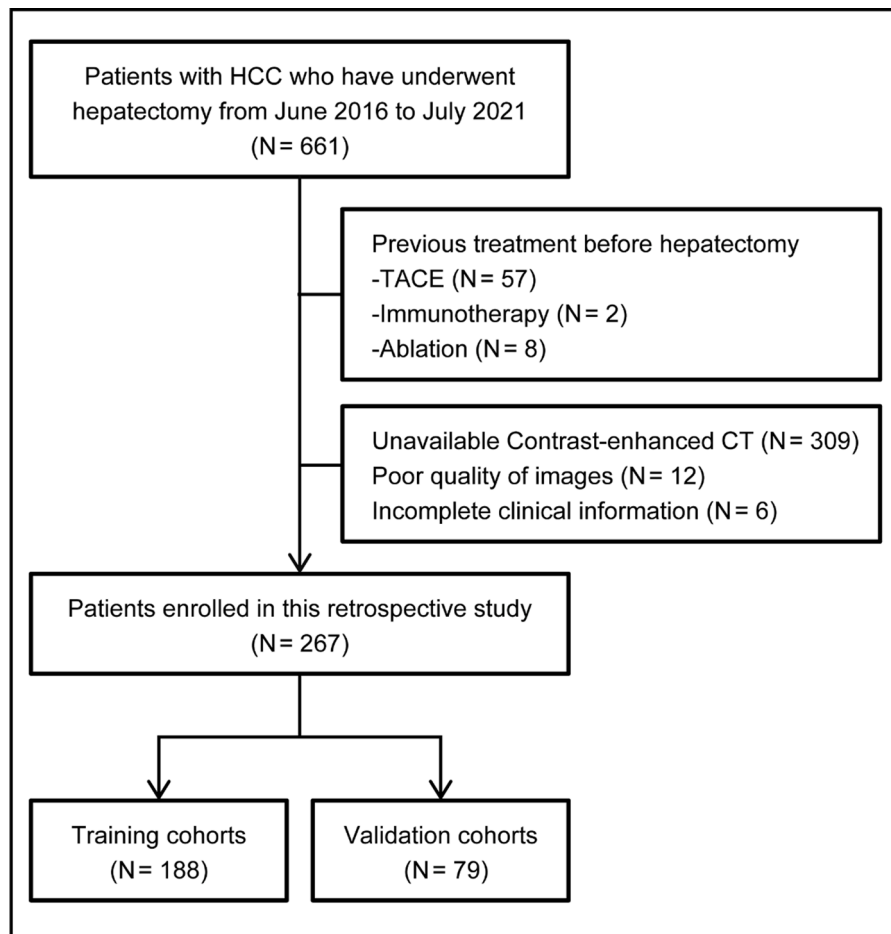 Patients with HCC who have underwent
hepatectomy from June 2016 to July 2021
(N = 661)
Previous treatment before hepatectomy
-TACE (N = 57)
-Immunotherapy (N = 2)
-Ablation (N = 8)
Unavailable Contrast-enhanced CT (N = 309)
Poor quality of images (N = 12)
Incomplete clinical information (N = 6)
Patients enrolled in this retrospective study
(N = 267)
Training cohorts
(N = 188)
Validation cohorts
(N = 79)